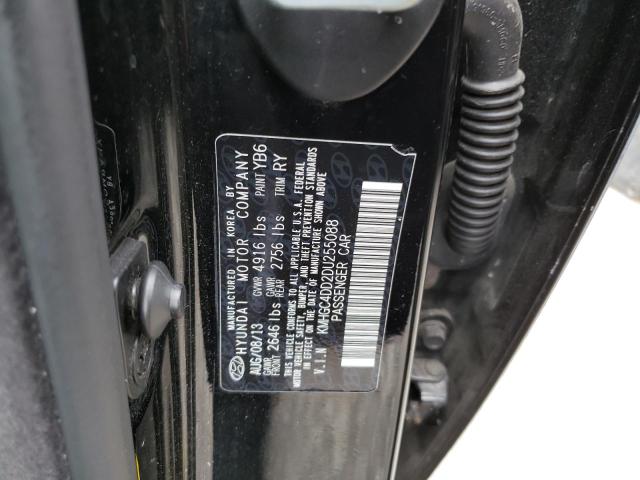 MANUFACTURED IN KOREA BY
HYUNDAI MOTOR COMPANY
AUG/08/13 GVWR 4916 lbs PAINT YB6
GAWR FRONT 2646 lbs GAWR REAR 2756 lbs TRIM RY
THIS VEHICLE CONFORMS TO ALL APPLICABLE U.S.A. FEDERAL
MOTOR VEHICLE SAFETY, BUMPER, AND THEFT PREVENTION STANDARDS
IN EFFECT ON THE DATE OF MANUFACTURE SHOWN ABOVE
V.I.N KMHGC4DD2DU255088
PASSENGER CAR